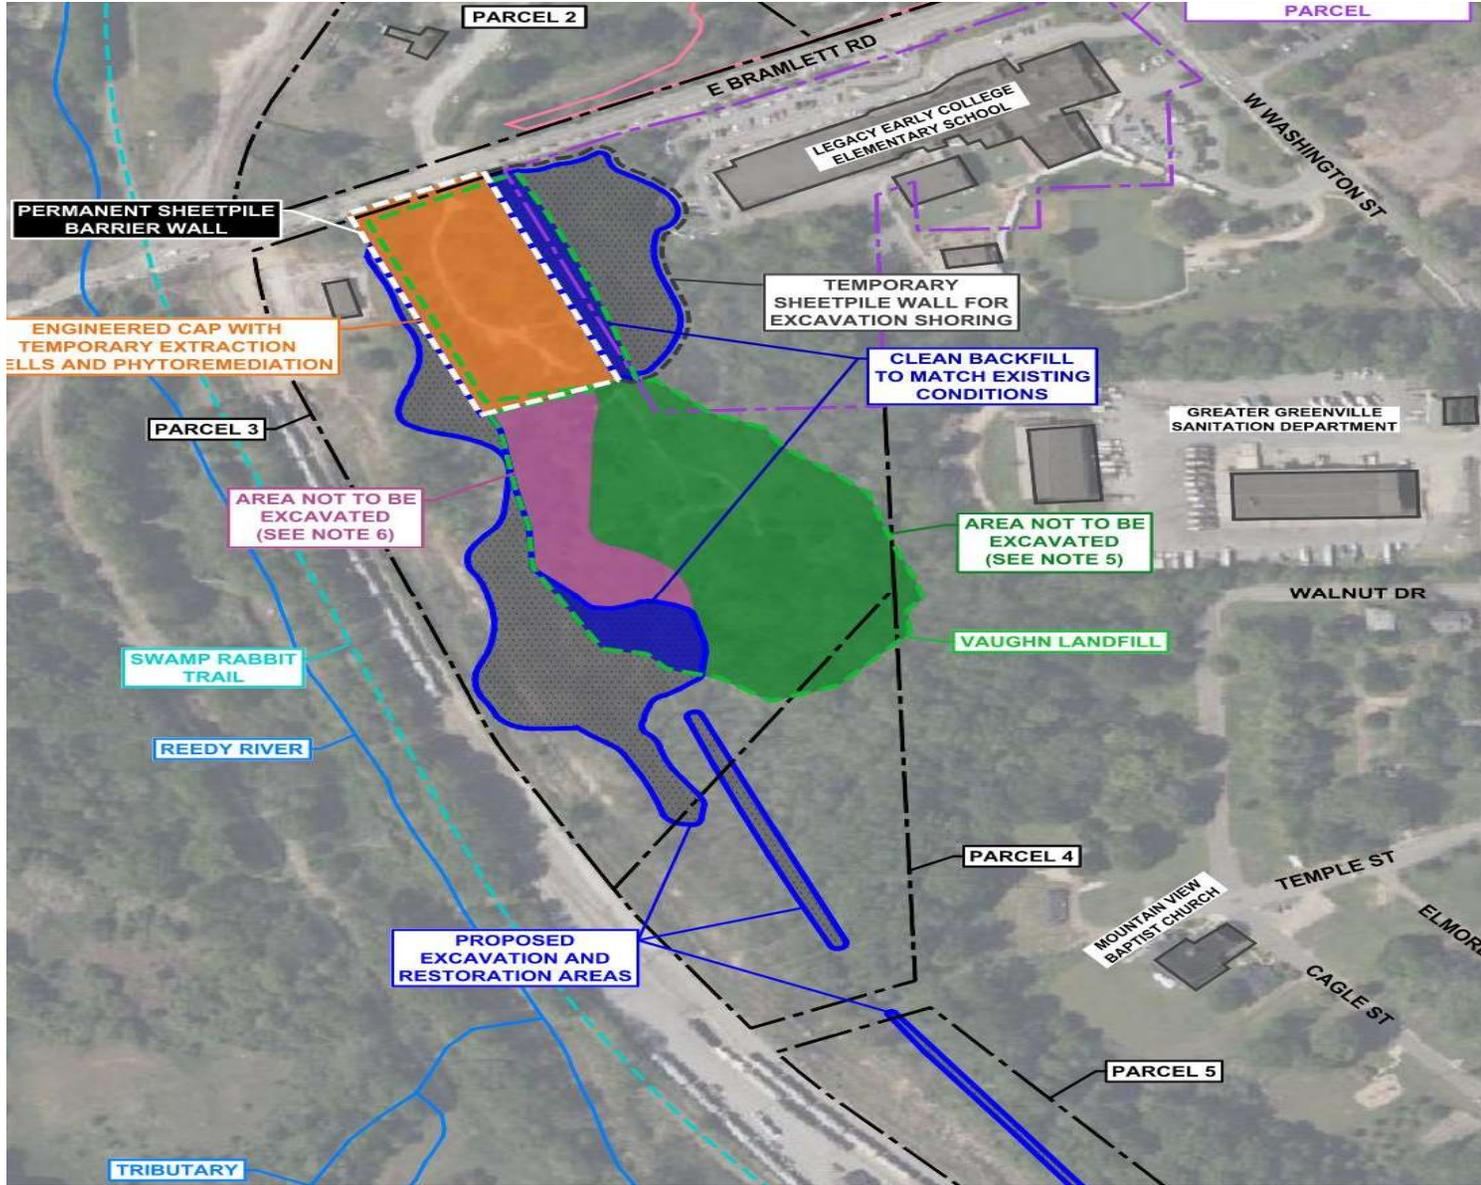 PARCEL 2
PARCEL
E BRAMLETT RD
LEGACY EARLY COLLEGE
ELEMENTARY SCHOOL
W WASHINGTON ST
PERMANENT SHEETPILE
BARRIER WALL
TEMPORARY
SHEETPILE WALL FOR
EXCAVATION SHORING
ENGINEERED CAP WITH
TEMPORARY EXTRACTION
ELLS AND PHYTOREMEDIATION
CLEAN BACKFILL
TO MATCH EXISTING
CONDITIONS
PARCEL 3
GREATER GREENVILLE
SANITATION DEPARTMENT
AREA NOT TO BE
EXCAVATED
(SEE NOTE 6)
AREA NOT TO BE
EXCAVATED
(SEE NOTE 5)
WALNUT DR
VAUGHN LANDFILL
SWAMP RABBIT
TRAIL
REEDY RIVER
PARCEL 4
TEMPLE ST
MOUNTAIN VIEW
BAPTIST CHURCH
ELMORE
PROPOSED
EXCAVATION AND
RESTORATION AREAS
CAGLE ST
PARCEL 5
TRIBUTARY